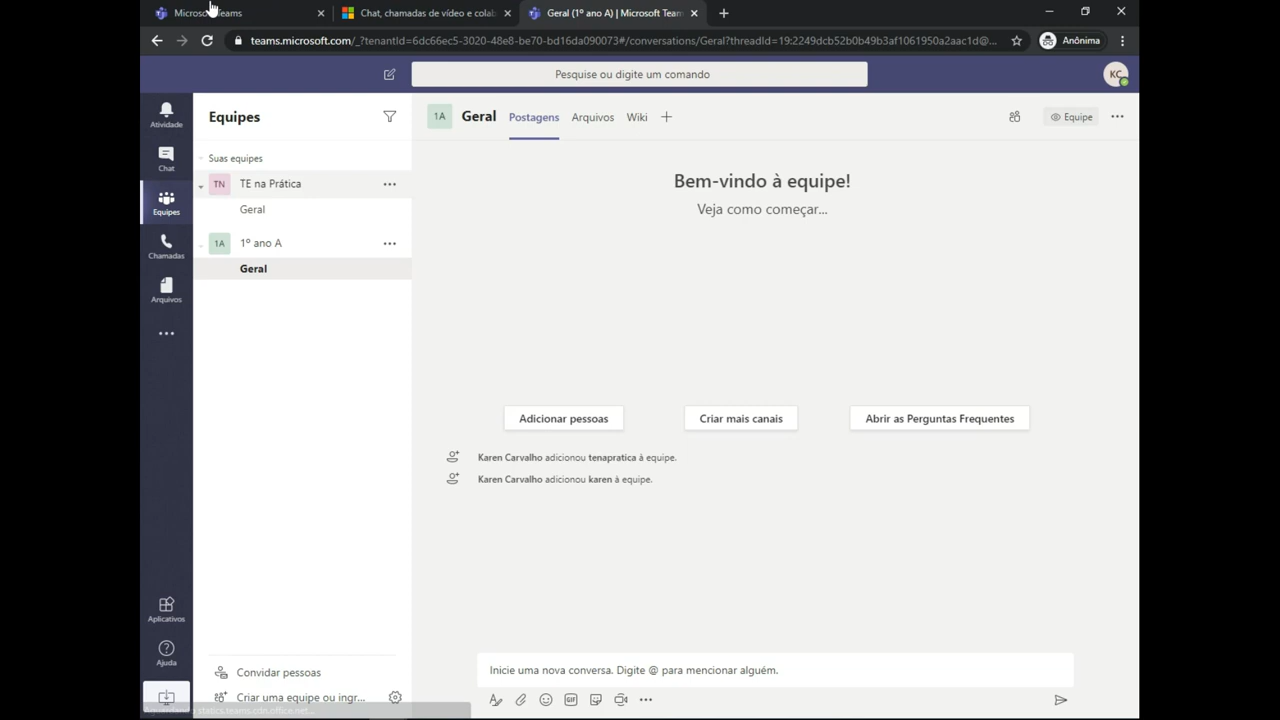 Microsoft Teams
Chat, chamadas de vídeo e colab
Geral (1º ano A) | Microsoft Team
teams.microsoft.com/_?tenantId=6dc66ec5-3020-48e8-be70-bd16da090073#/conversations/Geral?threadId=19:2249dcb52b0b49b3af1061950a2aac1d@...
Anônima
Pesquise ou digite um comando
KC
Atividade
Chat
Equipes
Chamadas
Arquivos
Aplicativos
Ajuda
Equipes
Suas equipes
TN TE na Prática
Geral
1A 1º ano A
Geral
Convidar pessoas
Criar uma equipe ou ingr...
1A Geral Postagens Arquivos Wiki
Equipe
Bem-vindo à equipe!
Veja como começar...
Adicionar pessoas
Criar mais canais
Abrir as Perguntas Frequentes
Karen Carvalho adicionou tenapratica à equipe.
Karen Carvalho adicionou karen à equipe.
Inicie uma nova conversa. Digite @ para mencionar alguém.
GIF